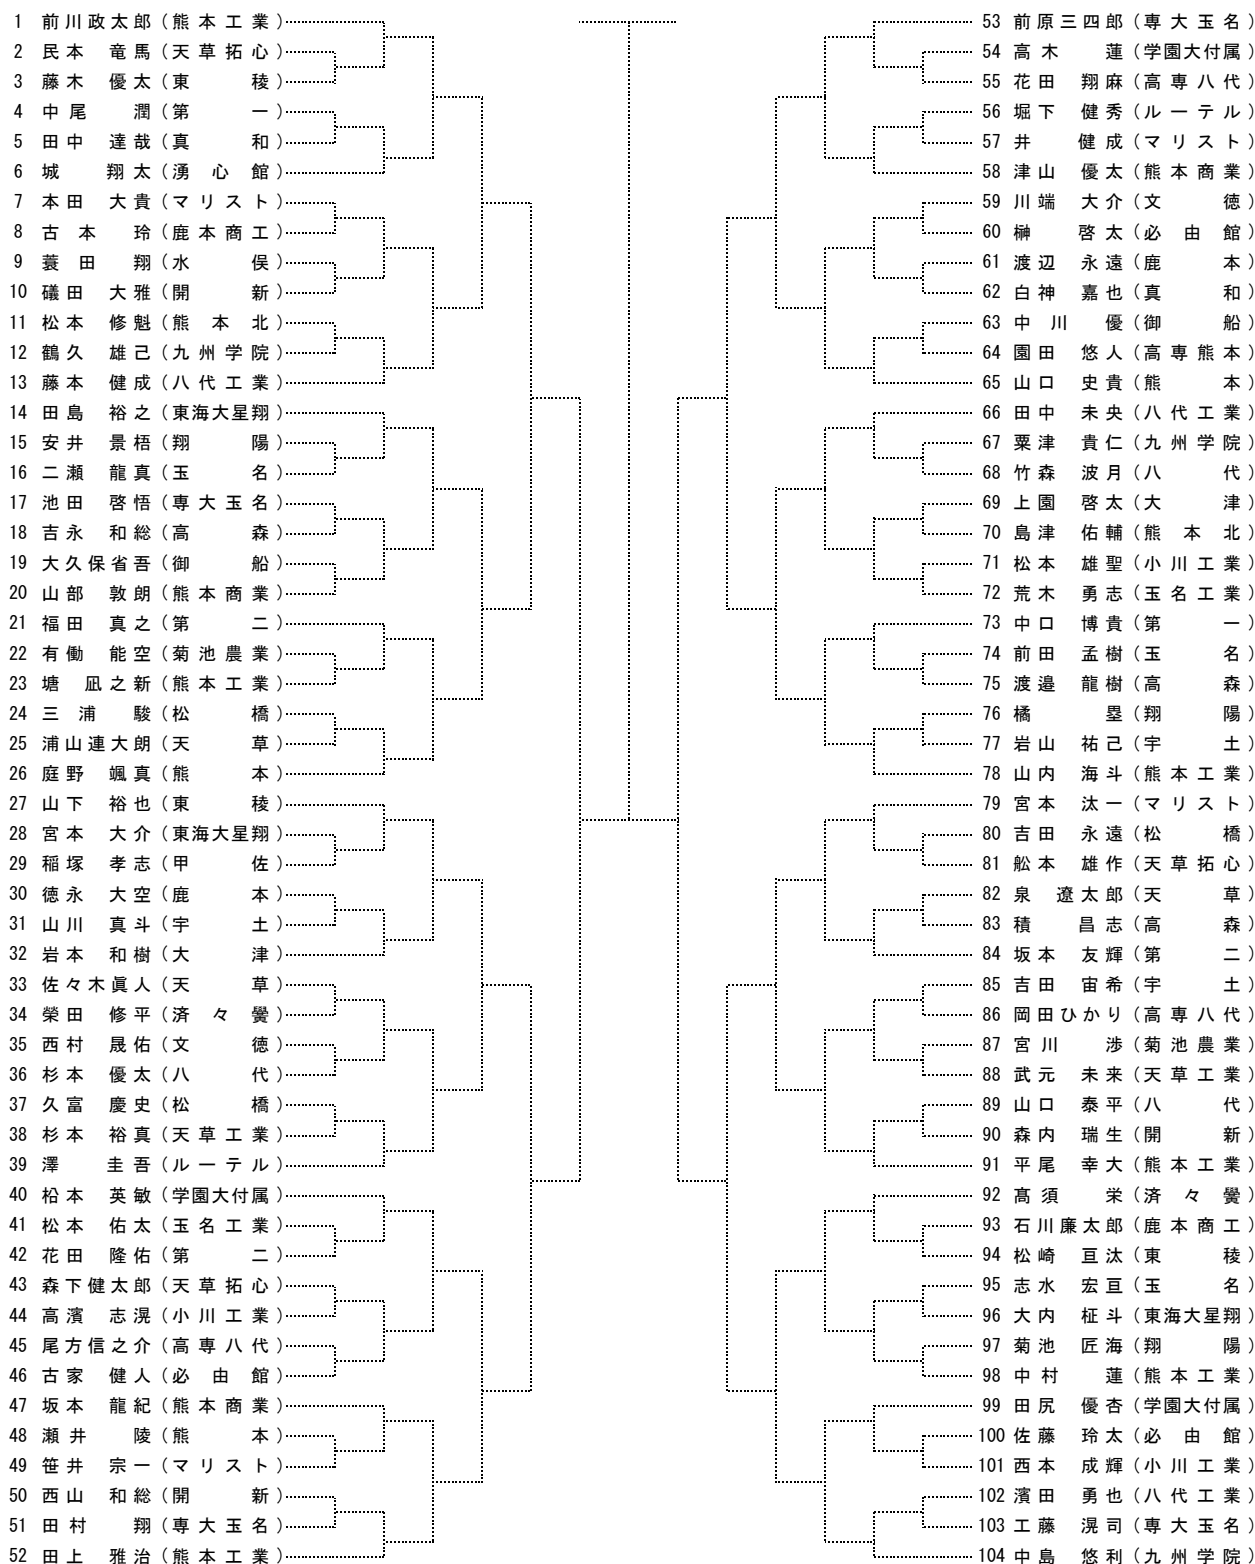 1 前川政太郎(熊本工業)
2 民本 竜馬(天草拓心)
3 藤木 優太(東 稜)
4 中尾 潤(第 一)
5 田中 達哉(真 和)
6 城 翔太(湧心館)
7 本田 大貴(マリスト)
8 古本 玲(鹿本商工)
9 蓑田 翔(水 俣)
10 礒田 大雅(開 新)
11 松本 修魁(熊本北)
12 鶴久 雄己(九州学院)
13 藤本 健成(八代工業)
14 田島 裕之(東海大星翔)
15 安井 景梧(翔 陽)
16 二瀬 龍真(玉 名)
17 池田 啓悟(専大玉名)
18 吉永 和総(高 森)
19 大久保省吾(御 船)
20 山部 敦朗(熊本商業)
21 福田 真之(第 二)
22 有働 能空(菊池農業)
23 塘 凪之新(熊本工業)
24 三浦 駿(松 橋)
25 浦山連大朗(天 草)
26 庭野 颯真(熊 本)
27 山下 裕也(東 稜)
28 宮本 大介(東海大星翔)
29 稲塚 孝志(甲 佐)
30 徳永 大空(鹿 本)
31 山川 真斗(宇 土)
32 岩本 和樹(大 津)
33 佐々木眞人(天 草)
34 榮田 修平(済々黌)
35 西村 晟佑(文 徳)
36 杉本 優太(八 代)
37 久富 慶史(松 橋)
38 杉本 裕真(天草工業)
39 澤 圭吾(ルーテル)
40 柗本 英敏(学園大付属)
41 松本 佑太(玉名工業)
42 花田 隆佑(第 二)
43 森下健太郎(天草拓心)
44 高濱 志滉(小川工業)
45 尾方信之介(高専八代)
46 古家 健人(必由館)
47 坂本 龍紀(熊本商業)
48 瀬井 陵(熊 本)
49 笹井 宗一(マリスト)
50 西山 和総(開 新)
51 田村 翔(専大玉名)
52 田上 雅治(熊本工業)
53 前原三四郎(専大玉名)
54 高木 蓮(学園大付属)
55 花田 翔麻(高専八代)
56 堀下 健秀(ルーテル)
57 井 健成(マリスト)
58 津山 優太(熊本商業)
59 川端 大介(文 徳)
60 榊 啓太(必由館)
61 渡辺 永遠(鹿 本)
62 白神 嘉也(真 和)
63 中川 優(御 船)
64 園田 悠人(高専熊本)
65 山口 史貴(熊 本)
66 田中 未央(八代工業)
67 粟津 貴仁(九州学院)
68 竹森 波月(八 代)
69 上園 啓太(大 津)
70 島津 佑輔(熊本北)
71 松本 雄聖(小川工業)
72 荒木 勇志(玉名工業)
73 中口 博貴(第 一)
74 前田 孟樹(玉 名)
75 渡邉 龍樹(高 森)
76 橘 塁(翔 陽)
77 岩山 祐己(宇 土)
78 山内 海斗(熊本工業)
79 宮本 汰一(マリスト)
80 吉田 永遠(松 橋)
81 舩本 雄作(天草拓心)
82 泉 遼太郎(天 草)
83 積 昌志(高 森)
84 坂本 友輝(第 二)
85 吉田 宙希(宇 土)
86 岡田ひかり(高専八代)
87 宮川 渉(菊池農業)
88 武元 未来(天草工業)
89 山口 泰平(八 代)
90 森内 瑞生(開 新)
91 平尾 幸大(熊本工業)
92 髙須 栄(済々黌)
93 石川廉太郎(鹿本商工)
94 松崎 亘汰(東 稜)
95 志水 宏亘(玉 名)
96 大内 柾斗(東海大星翔)
97 菊池 匠海(翔 陽)
98 中村 蓮(熊本工業)
99 田尻 優杏(学園大付属)
100 佐藤 玲太(必由館)
101 西本 成輝(小川工業)
102 濱田 勇也(八代工業)
103 工藤 滉司(専大玉名)
104 中島 悠利(九州学院)